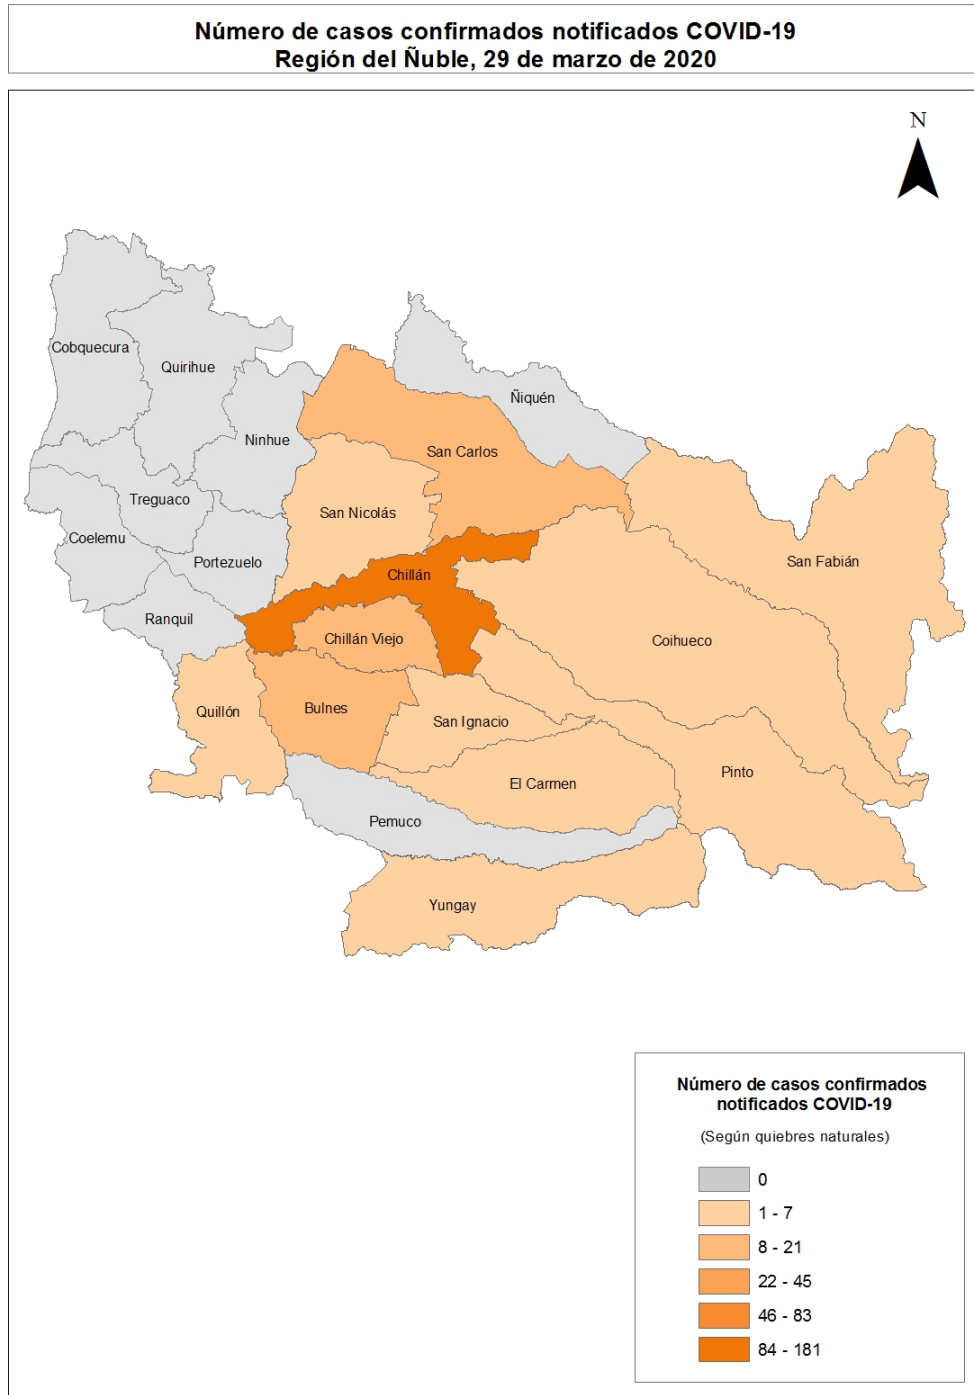 Número de casos confirmados notificados COVID-19
Región del Ñuble, 29 de marzo de 2020
N
Cobquecura
Quirihue
Ñiquén
Ninhue
San Carlos
Treguaco
San Nicolás
Coelemu
Portezuelo
San Fabián
Chillán
Ranquil
Chillán Viejo
Coihueco
Quillón
Bulnes
San Ignacio
Pinto
El Carmen
Pemuco
Yungay
Número de casos confirmados
notificados COVID-19
(Según quiebres naturales)
0
1 - 7
8 - 21
22 - 45
46 - 83
84 - 181